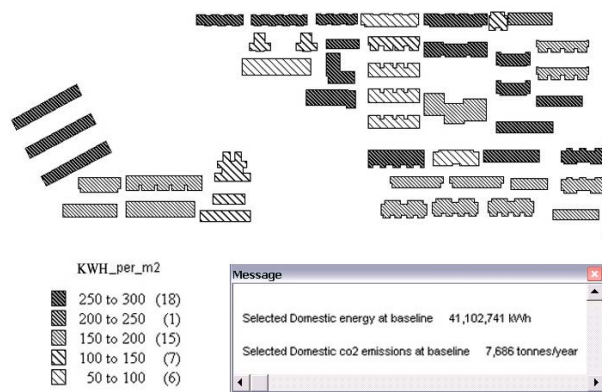 KWH_per_m2
250 to 300 (18)
200 to 250 (1)
150 to 200 (15)
100 to 150 (7)
50 to 100 (6)
Message
Selected Domestic energy at baseline 41,102,741 kWh
Selected Domestic co2 emissions at baseline 7,686 tonnes/year